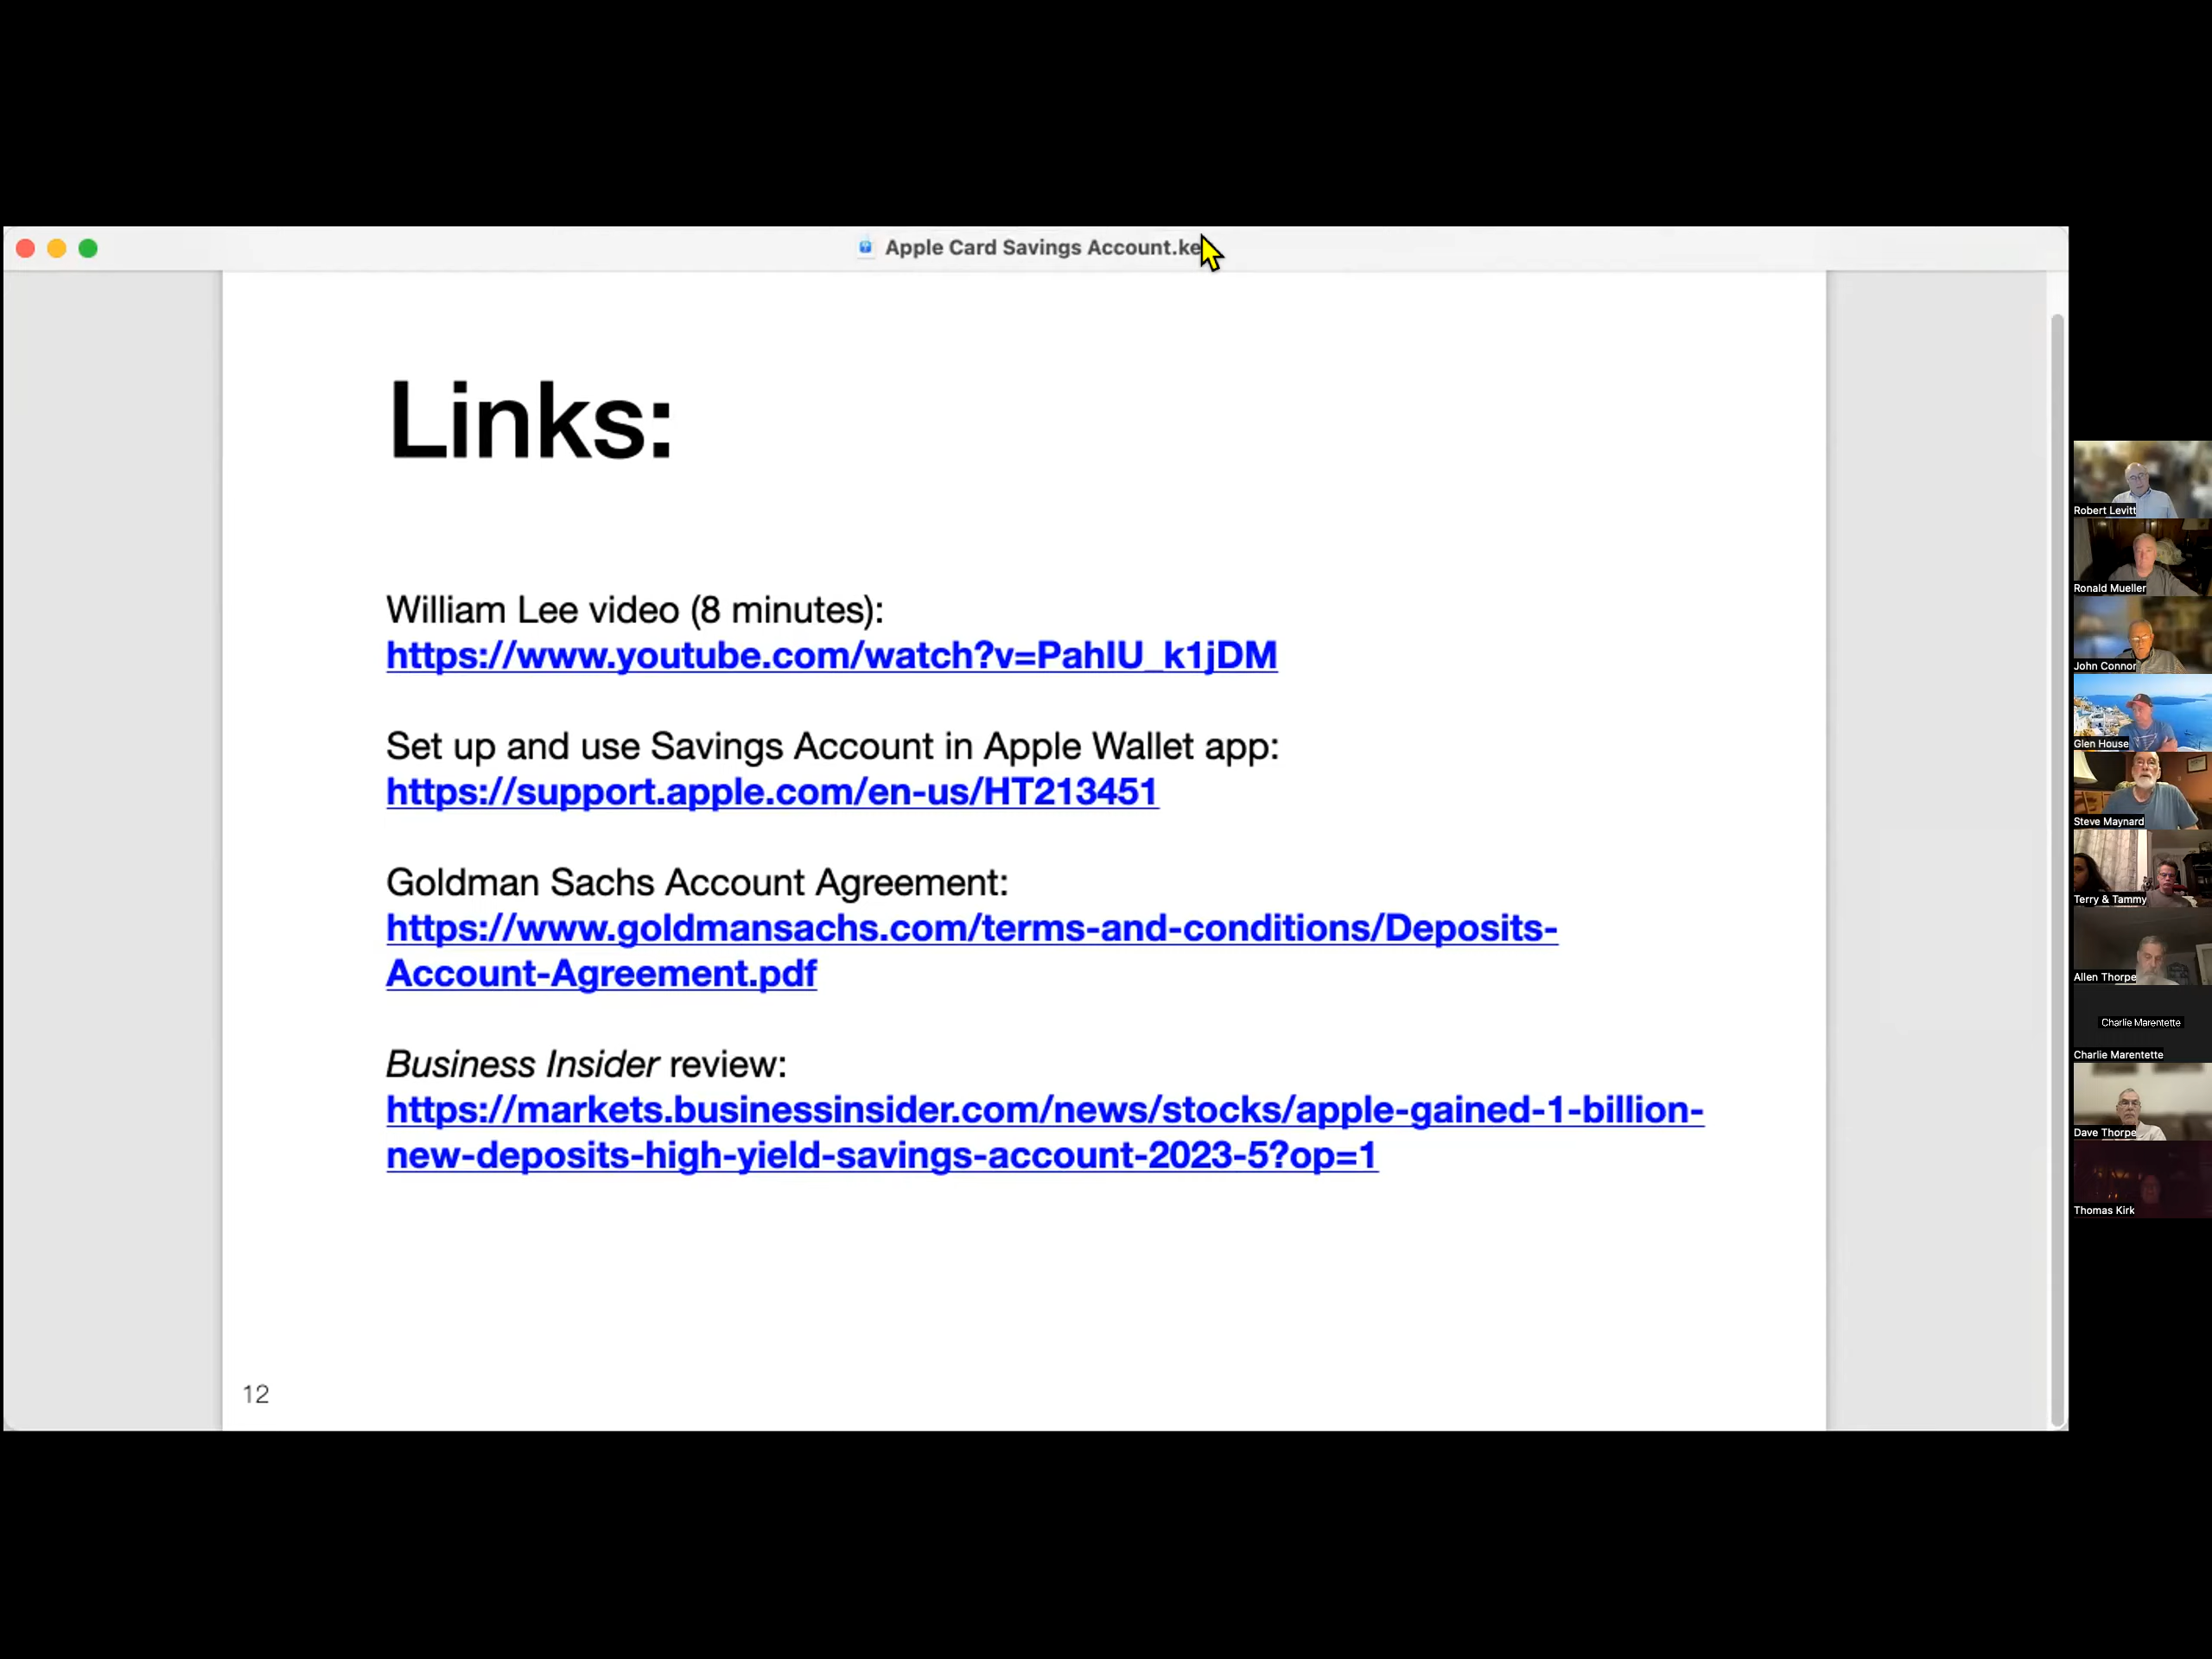 Apple Card Savings Account.ke
Links:
William Lee video (8 minutes):
https://www.youtube.com/watch?v=PahIU_k1jDM
Set up and use Savings Account in Apple Wallet app:
https://support.apple.com/en-us/HT213451
Goldman Sachs Account Agreement:
https://www.goldmansachs.com/terms-and-conditions/Deposits-
Account-Agreement.pdf
Business Insider review:
https://markets.businessinsider.com/news/stocks/apple-gained-1-billion-
new-deposits-high-yield-savings-account-2023-5?op=1
12
Robert Levitt
Ronald Mueller
John Connor
Glen House
Steve Maynard
Terry & Tammy
Allen Thorpe
Charlie Marentette
Charlie Marentette
Dave Thorpe
Thomas Kirk